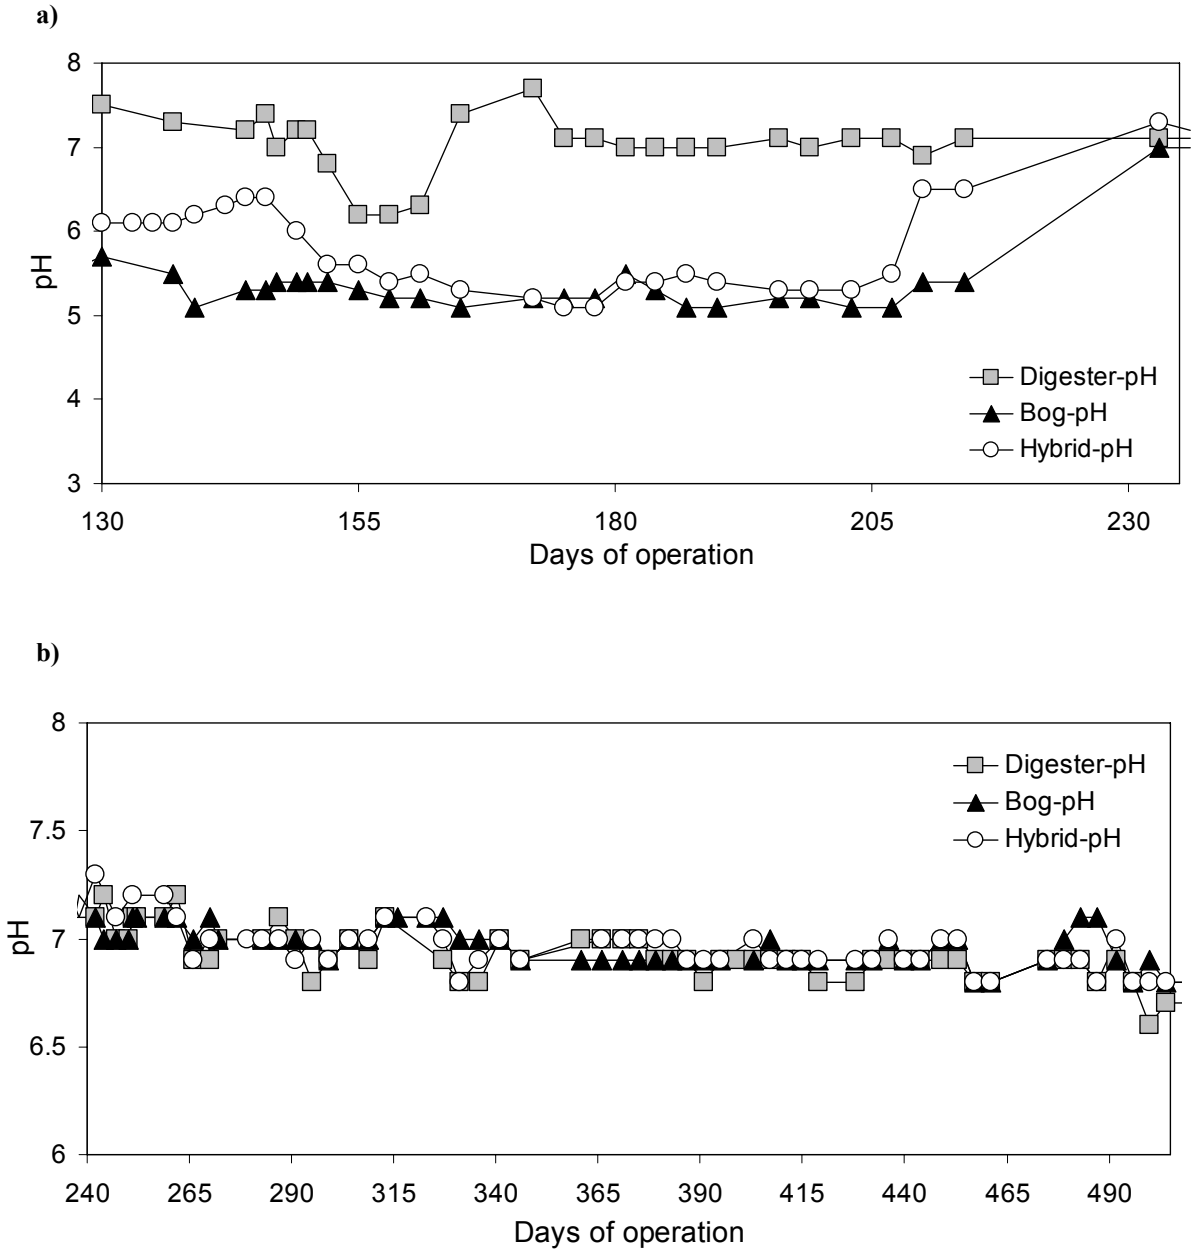 a)
8
7
6
5
4
3
pH
Digester-pH
Bog-pH
Hybrid-pH
130 155 180 205 230
Days of operation
b)
8
7.5
7
6.5
6
pH
Digester-pH
Bog-pH
Hybrid-pH
240 265 290 315 340 365 390 415 440 465 490
Days of operation